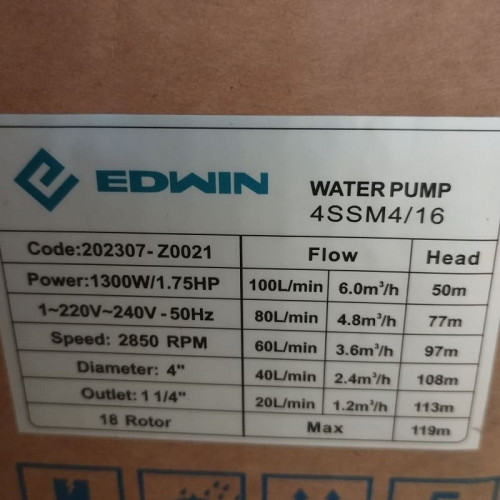 EDWIN
WATER PUMP
4SSM4/16
Code:202307-Z0021 Flow Head
Power:1300W/1.75HP 100L/min 6.0m³/h 50m
1~220V~240V-50Hz 80L/min 4.8m³/h 77m
Speed: 2850 RPM 60L/min 3.6m³/h 97m
Diameter: 4" 40L/min 2.4m³/h 108m
Outlet: 1 1/4" 20L/min 1.2m³/h 113m
18 Rotor Max 119m